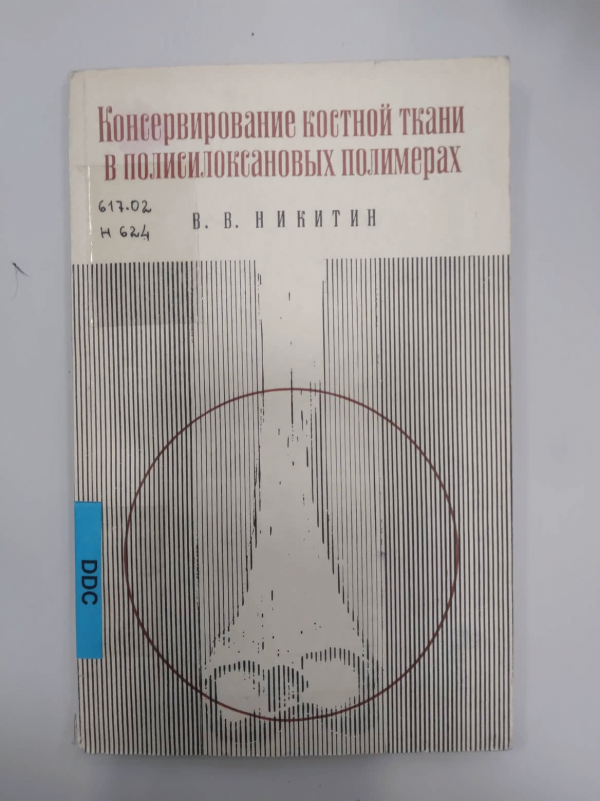 Консервирование костной ткани
в полисилоксановых полимерах
617.02
Н 624
В. В. НИКИТИН
DDC